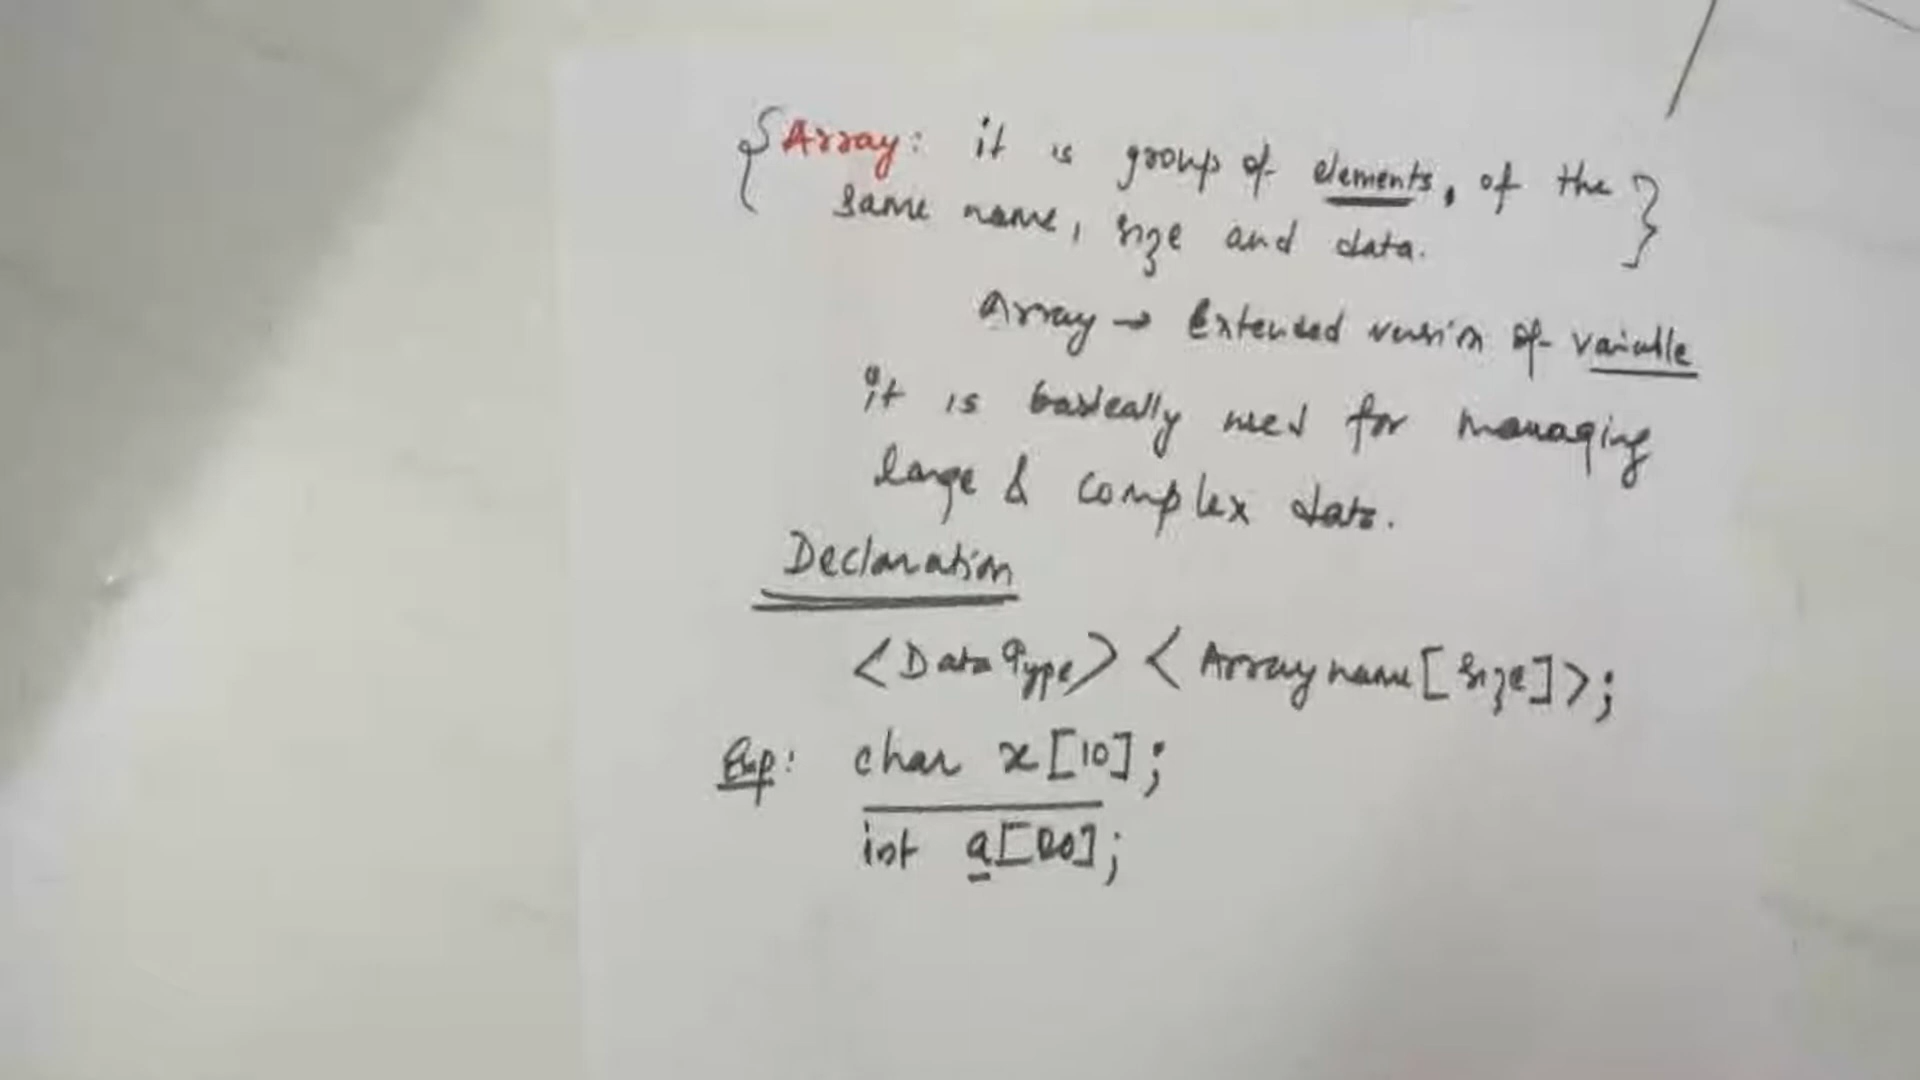 { Array: it is group of elements, of the }
same name, size and data.
Array → Extended version of variable
it is basically used for managing
large & complex data.
Declaration
<Data Type> < Array name [size]>;
Exp: char x[10];
int a[20];